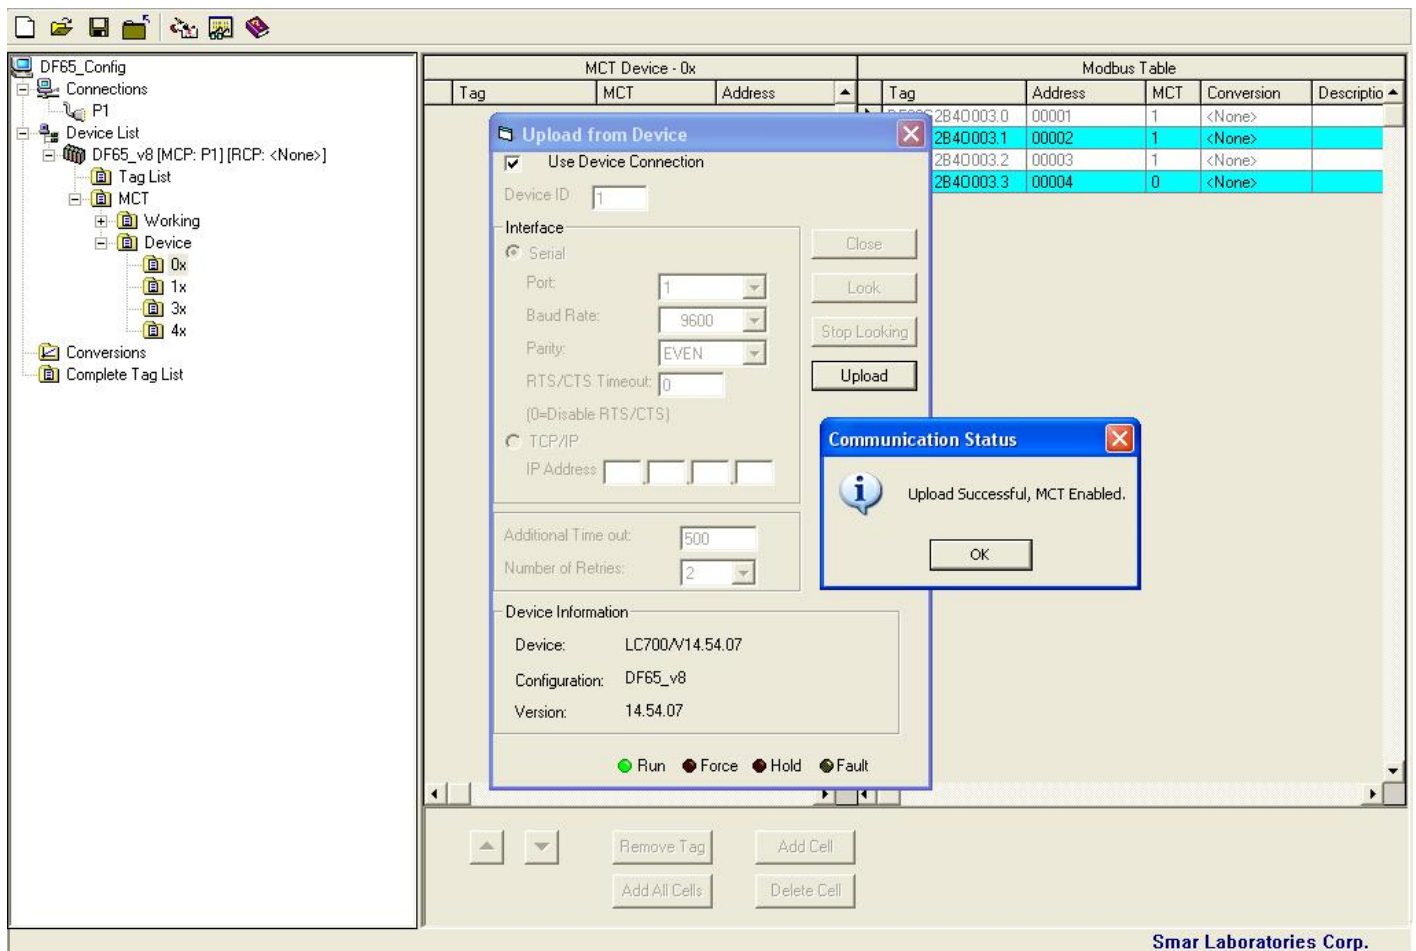 DF65_Config
Connections
P1
Device List
DF65_v8 [MCP: P1] [RCP: <None>]
Tag List
MCT
Working
Device
0x
1x
3x
4x
Conversions
Complete Tag List
MCT Device - 0x
Tag MCT Address
Modbus Table
Tag Address MCT Conversion Descriptio
2B4O003.0 00001 1 <None>
2B4O003.1 00002 1 <None>
2B4O003.2 00003 1 <None>
2B4O003.3 00004 0 <None>
Upload from Device
Use Device Connection
Device ID 1
Interface
Serial
Port: 1
Baud Rate: 9600
Parity: EVEN
RTS/CTS Timeout: 0
(0=Disable RTS/CTS)
TCP/IP
IP Address . . .
Additional Time out: 500
Number of Retries: 2
Close
Look
Stop Looking
Upload
Device Information
Device: LC700/V14.54.07
Configuration: DF65_v8
Version: 14.54.07
Run Force Hold Fault
Communication Status
Upload Successful, MCT Enabled.
OK
Remove Tag Add Cell
Add All Cells Delete Cell
Smar Laboratories Corp.